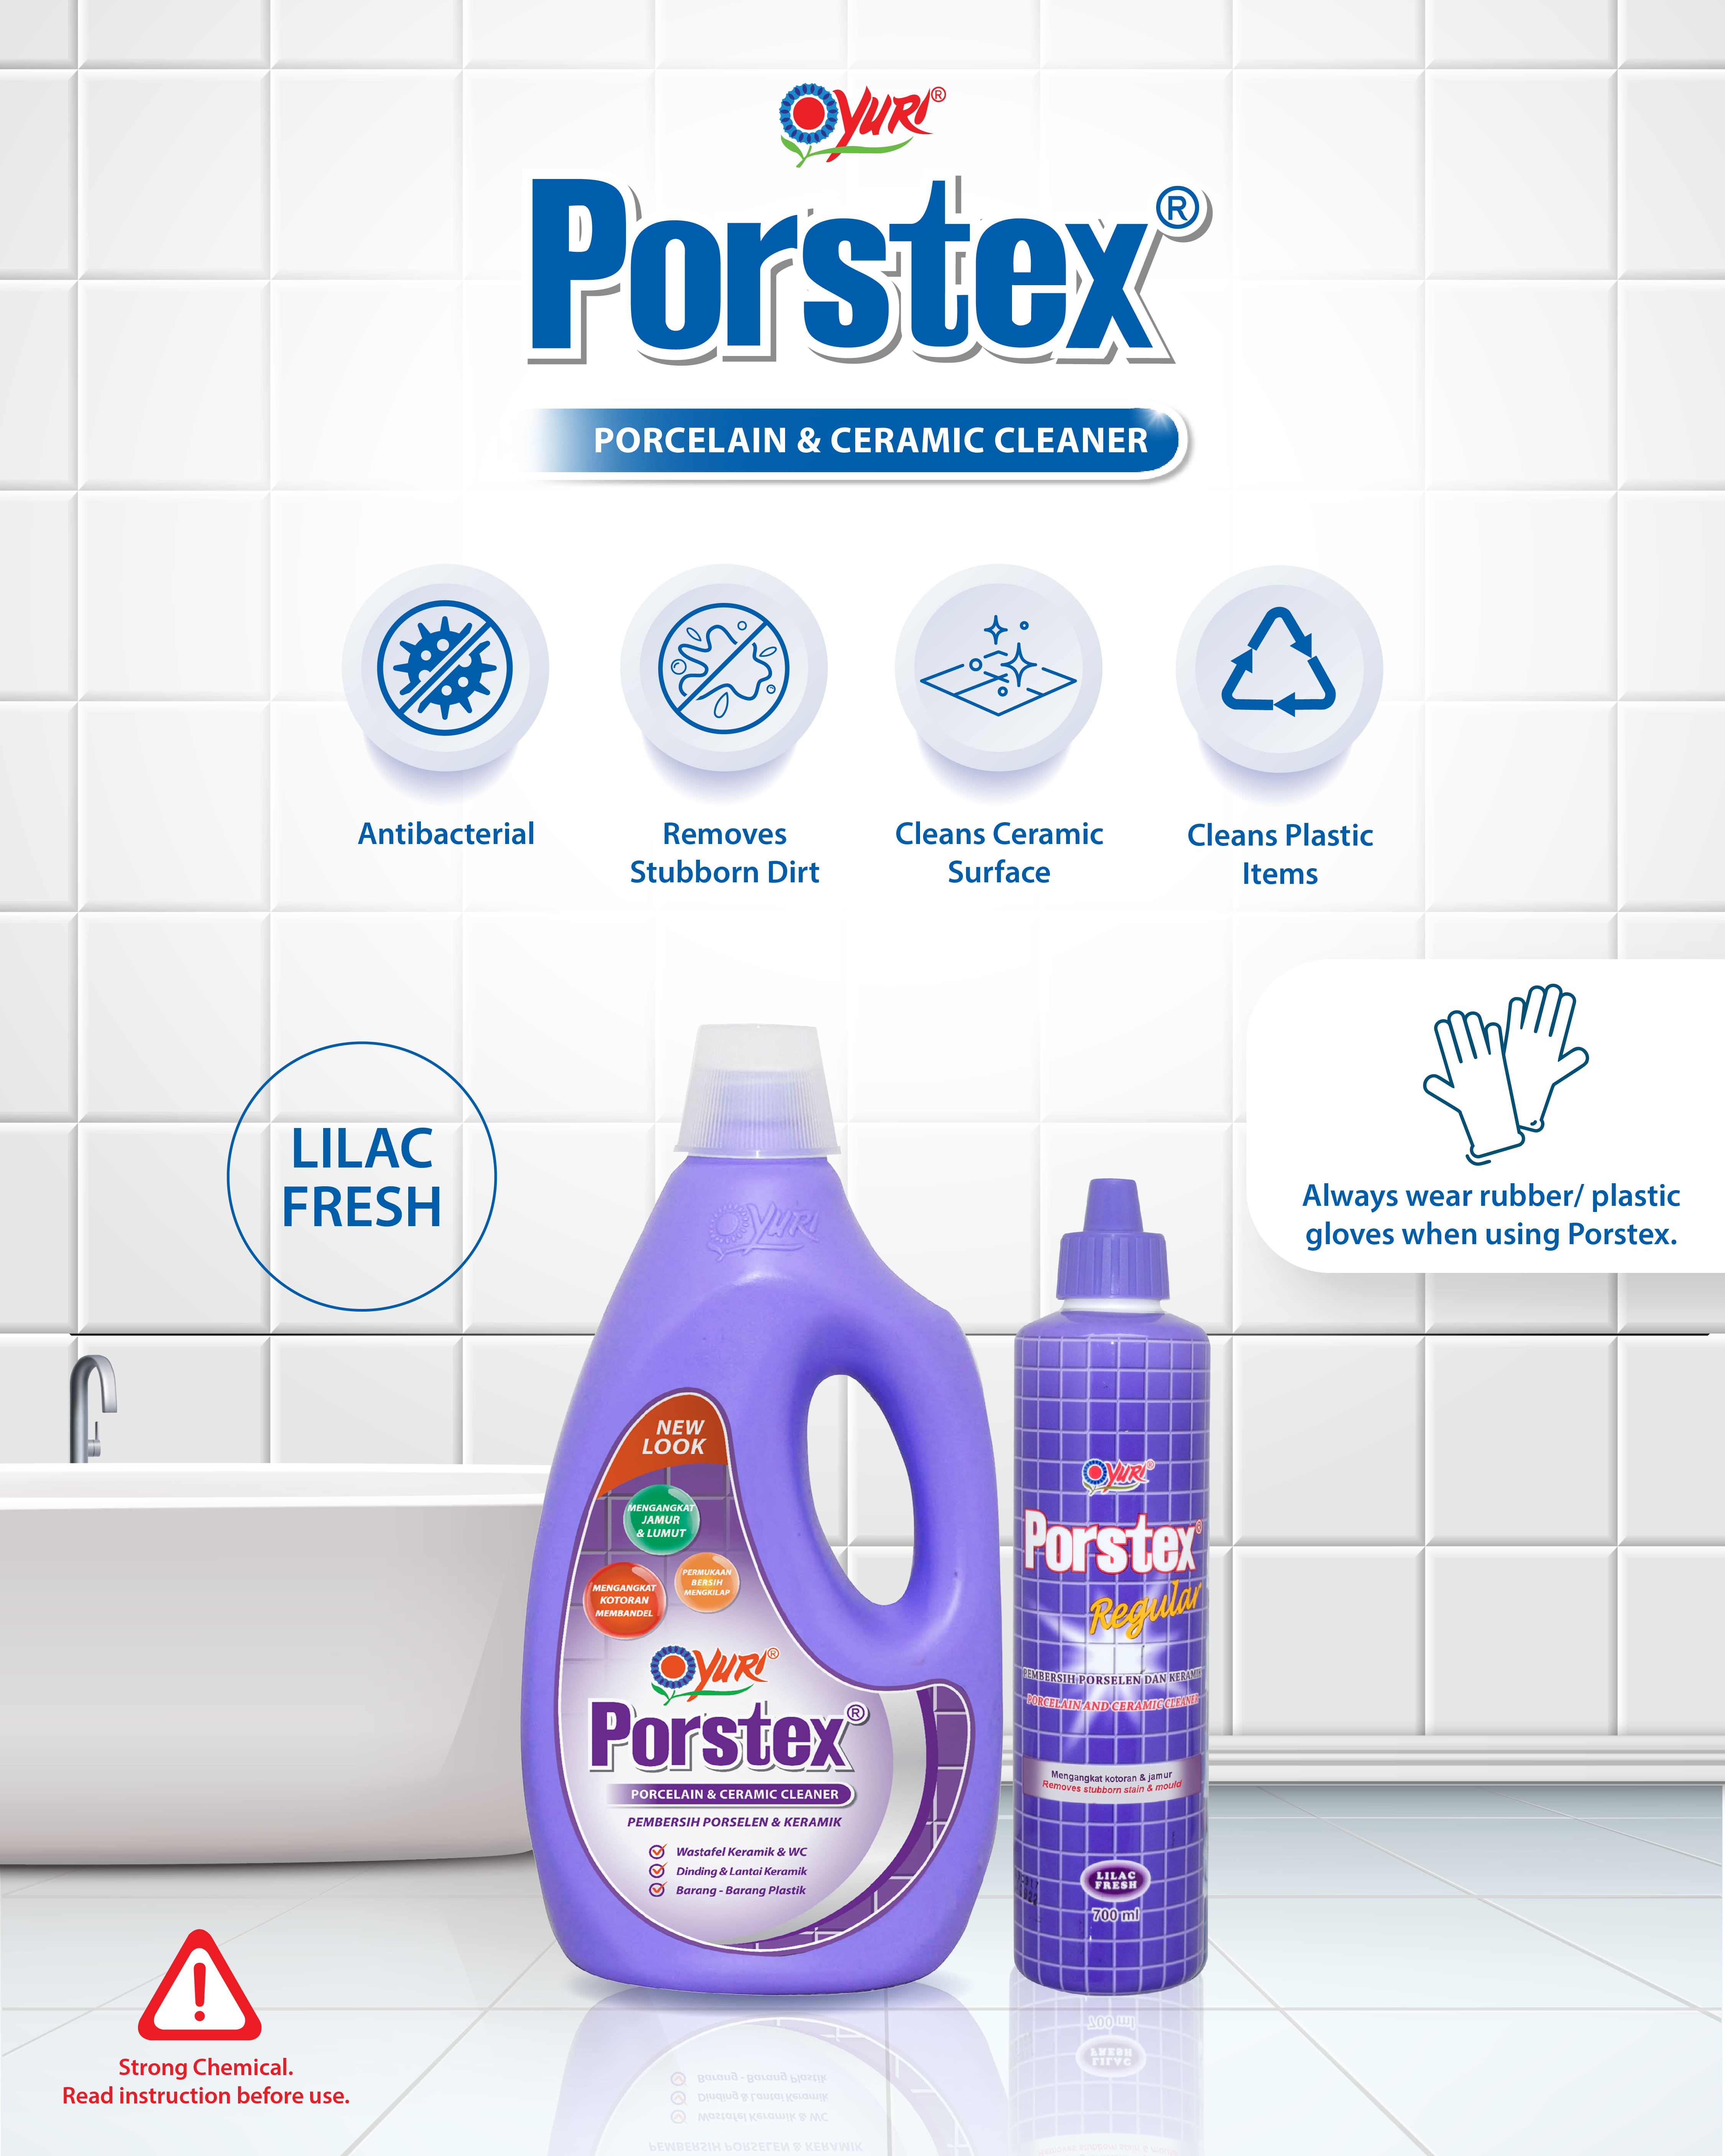 YURI®
Porstex®
PORCELAIN & CERAMIC CLEANER
Antibacterial
Removes
Stubborn Dirt
Cleans Ceramic
Surface
Cleans Plastic
Items
LILAC
FRESH
Always wear rubber/ plastic
gloves when using Porstex.
YURI
NEW
LOOK
MENGANGKAT
JAMUR
& LUMUT
MENGANGKAT
KOTORAN
MEMBANDEL
PERMUKAAN
BERSIH
MENGKILAP
YURI®
Porstex®
PORCELAIN & CERAMIC CLEANER
PEMBERSIH PORSELEN & KERAMIK
Wastafel Keramik & WC
Dinding & Lantai Keramik
Barang - Barang Plastik
YURI®
Porstex®
Regular
PEMBERSIH PORSELEN DAN KERAMIK
PORCELAIN AND CERAMIC CLEANER
Mengangkat kotoran & jamur
Removes stubborn stain & mould
LILAC
FRESH
700 ml
Strong Chemical.
Read instruction before use.